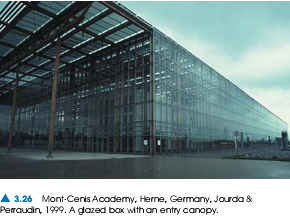 ▲ 3.26 Mont-Cenis Academy, Herne, Germany, Jourda &
Perraudin, 1999. A glazed box with an entry canopy.